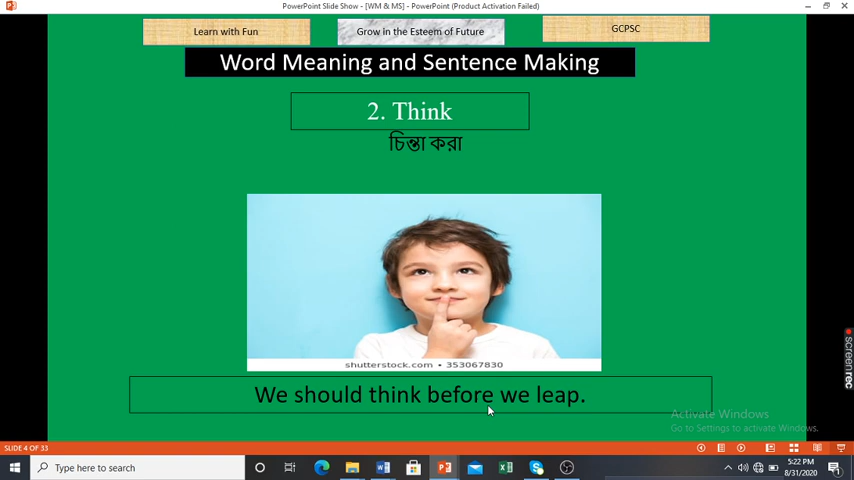 PowerPoint Slide Show - [WM & MS] - PowerPoint (Product Activation Failed)
Learn with Fun
Grow in the Esteem of Future
GCPSC
Word Meaning and Sentence Making
2. Think
চিন্তা করা
shutterstock.com • 353067830
We should think before we leap.
Activate Windows
Go to Settings to activate Windows.
screenrec
SLIDE 4 OF 33
Type here to search
5:22 PM
8/31/2020